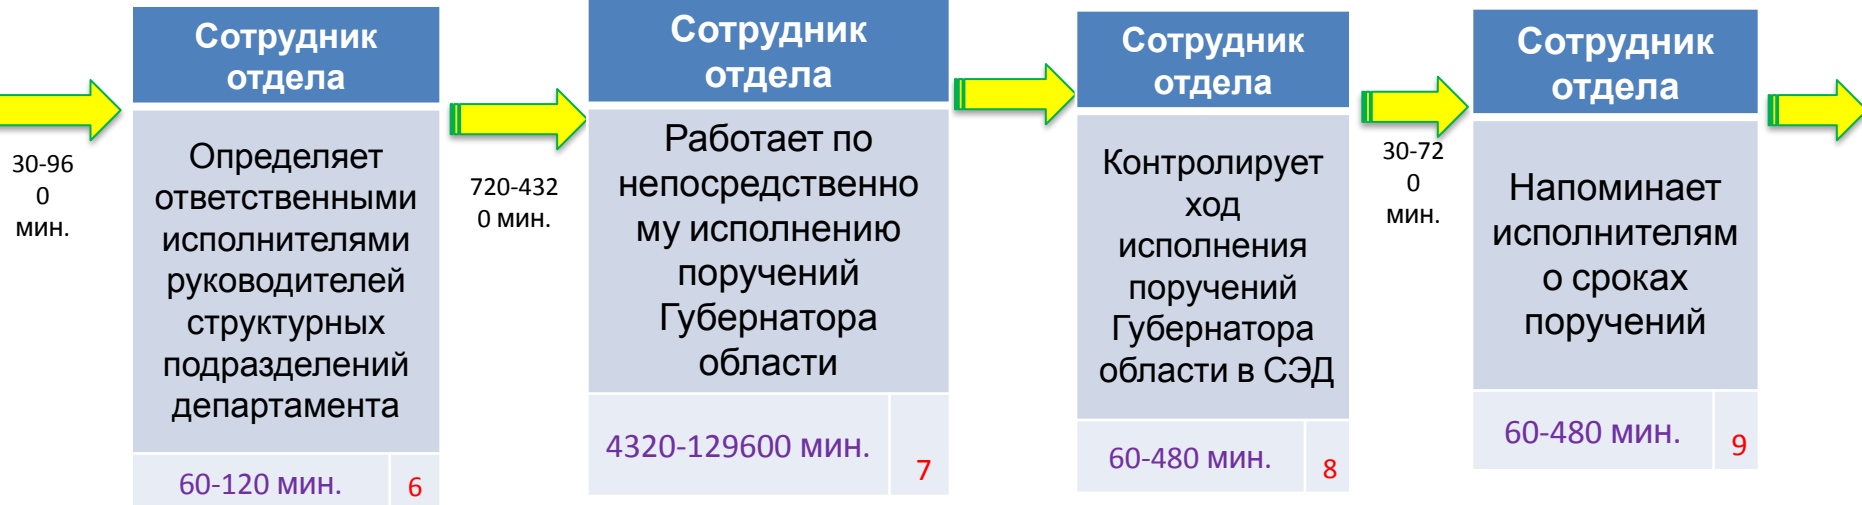 30-96
0
мин.
Сотрудник
отдела
Определяет
ответственными
исполнителями
руководителей
структурных
подразделений
департамента
60-120 мин.
6
720-432
0 мин.
Сотрудник
отдела
Работает по
непосредственно
му исполнению
поручений
Губернатора
области
4320-129600 мин.
7
Сотрудник
отдела
Контролирует
ход
исполнения
поручений
Губернатора
области в СЭД
60-480 мин.
8
30-72
0
мин.
Сотрудник
отдела
Напоминает
исполнителям
о сроках
поручений
60-480 мин.
9